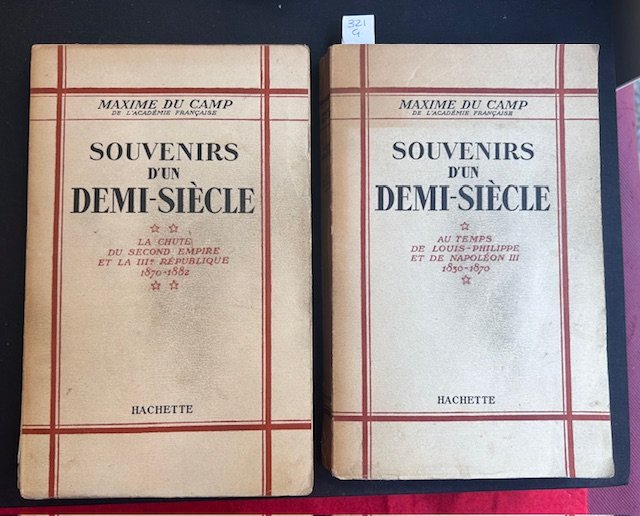 MAXIME DU CAMP
DE L'ACADÉMIE FRANÇAISE
SOUVENIRS
D'UN
DEMI-SIÈCLE
LA CHUTE
DU SECOND EMPIRE
ET LA IIIe RÉPUBLIQUE
1870-1882
HACHETTE
321
G
MAXIME DU CAMP
DE L'ACADÉMIE FRANÇAISE
SOUVENIRS
D'UN
DEMI-SIÈCLE
AU TEMPS
DE LOUIS-PHILIPPE
ET DE NAPOLÉON III
1830-1870
HACHETTE